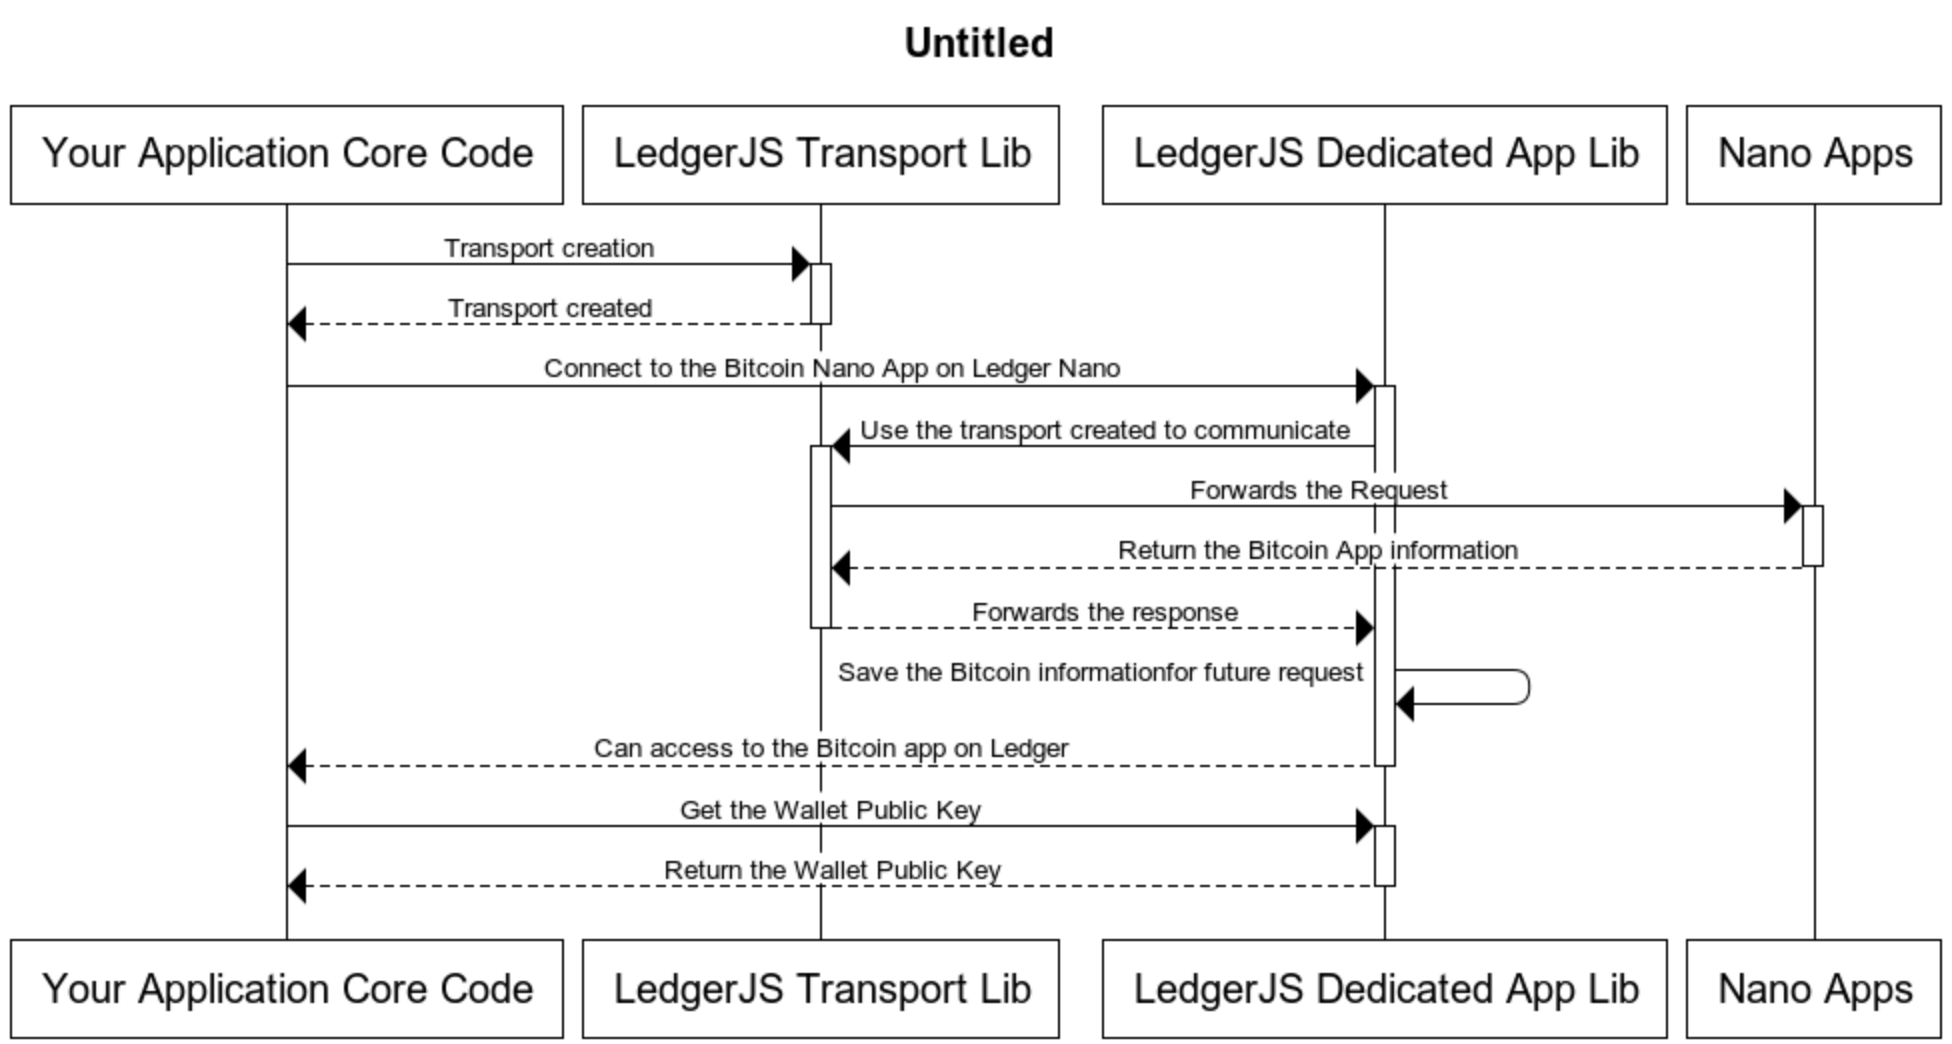 Untitled
Your Application Core Code
LedgerJS Transport Lib
LedgerJS Dedicated App Lib
Nano Apps
Transport creation
Transport created
Connect to the Bitcoin Nano App on Ledger Nano
Use the transport created to communicate
Forwards the Request
Return the Bitcoin App information
Forwards the response
Save the Bitcoin informationfor future request
Can access to the Bitcoin app on Ledger
Get the Wallet Public Key
Return the Wallet Public Key
Your Application Core Code
LedgerJS Transport Lib
LedgerJS Dedicated App Lib
Nano Apps